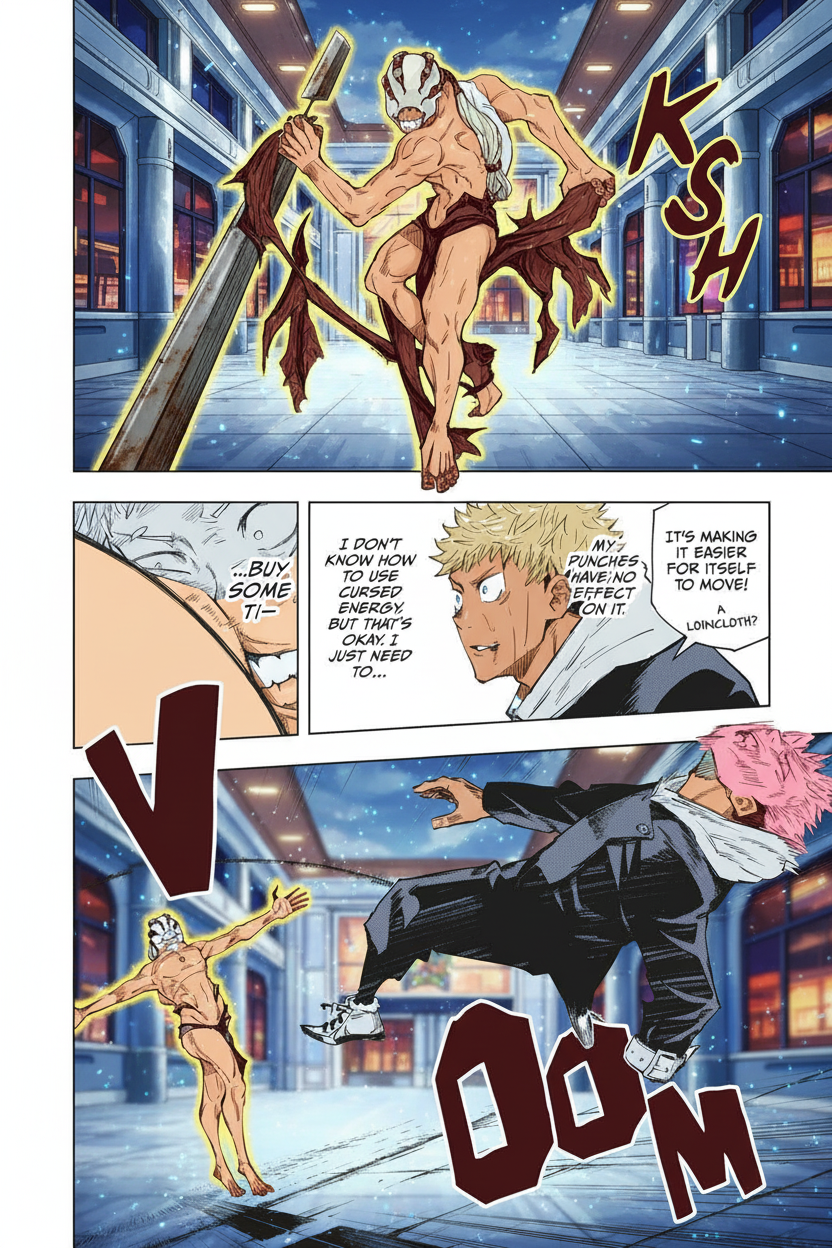 KSH
IT'S MAKING
IT EASIER
FOR ITSELF
TO MOVE!
A
LOINCLOTH?
MY
PUNCHES
HAVE NO
EFFECT
ON IT.
I DON'T
KNOW HOW
TO USE
CURSED
ENERGY,
BUT THAT'S
OKAY. I
JUST NEED
TO...
...BUY
SOME
TI—
VOOM